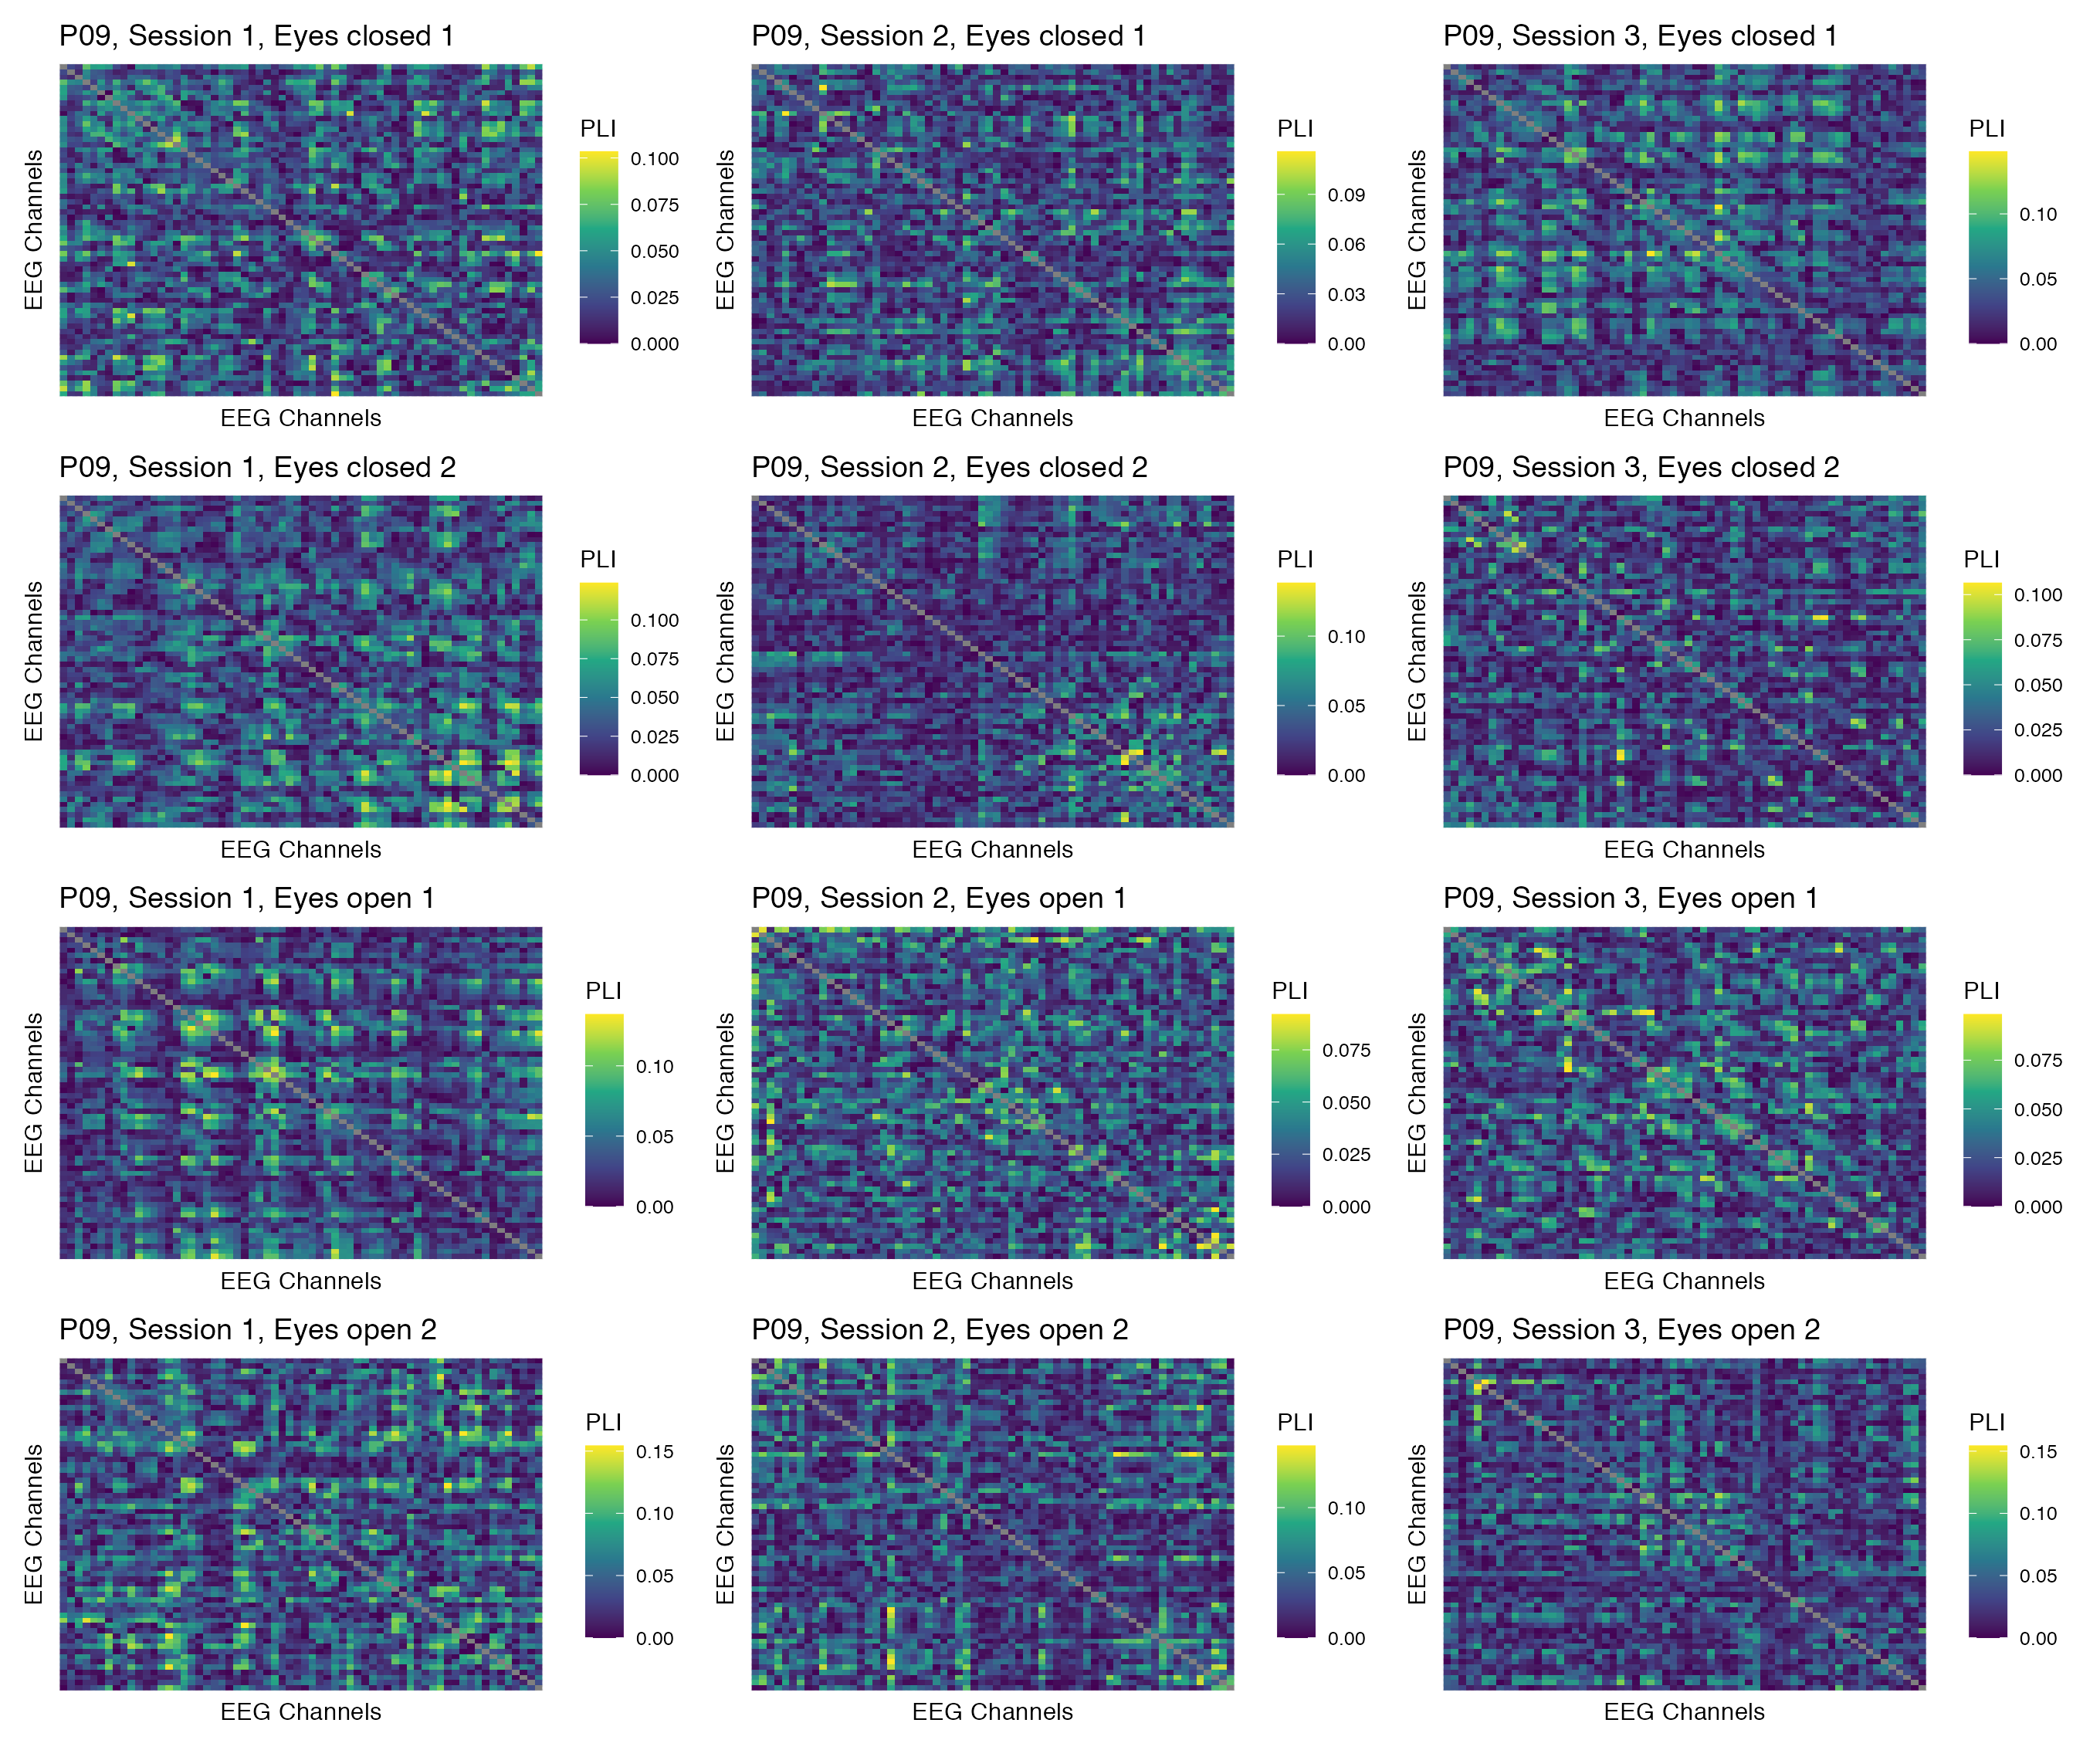 P09, Session 1, Eyes closed 1
EEG Channels
EEG Channels
PLI
0.100
0.075
0.050
0.025
0.000
P09, Session 2, Eyes closed 1
EEG Channels
EEG Channels
PLI
0.09
0.06
0.03
0.00
P09, Session 3, Eyes closed 1
EEG Channels
EEG Channels
PLI
0.10
0.05
0.00
P09, Session 1, Eyes closed 2
EEG Channels
EEG Channels
PLI
0.100
0.075
0.050
0.025
0.000
P09, Session 2, Eyes closed 2
EEG Channels
EEG Channels
PLI
0.10
0.05
0.00
P09, Session 3, Eyes closed 2
EEG Channels
EEG Channels
PLI
0.100
0.075
0.050
0.025
0.000
P09, Session 1, Eyes open 1
EEG Channels
EEG Channels
PLI
0.10
0.05
0.00
P09, Session 2, Eyes open 1
EEG Channels
EEG Channels
PLI
0.075
0.050
0.025
0.000
P09, Session 3, Eyes open 1
EEG Channels
EEG Channels
PLI
0.075
0.050
0.025
0.000
P09, Session 1, Eyes open 2
EEG Channels
EEG Channels
PLI
0.15
0.10
0.05
0.00
P09, Session 2, Eyes open 2
EEG Channels
EEG Channels
PLI
0.10
0.05
0.00
P09, Session 3, Eyes open 2
EEG Channels
EEG Channels
PLI
0.15
0.10
0.05
0.00